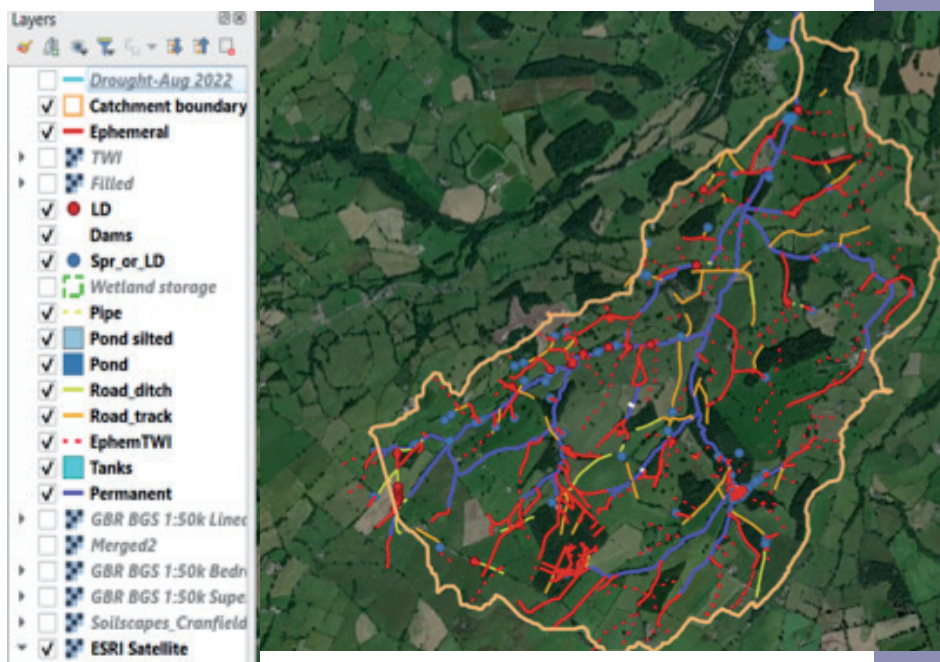 Layers
Drought-Aug 2022
Catchment boundary
Ephemeral
TWI
Filled
LD
Dams
Spr_or_LD
Wetland storage
Pipe
Pond silted
Pond
Road_ditch
Road_track
EphemTWI
Tanks
Permanent
GBR BGS 1:50k Linea
Merged2
GBR BGS 1:50k Bedr
GBR BGS 1:50k Supe
Soilscapes_Cranfield
ESRI Satellite